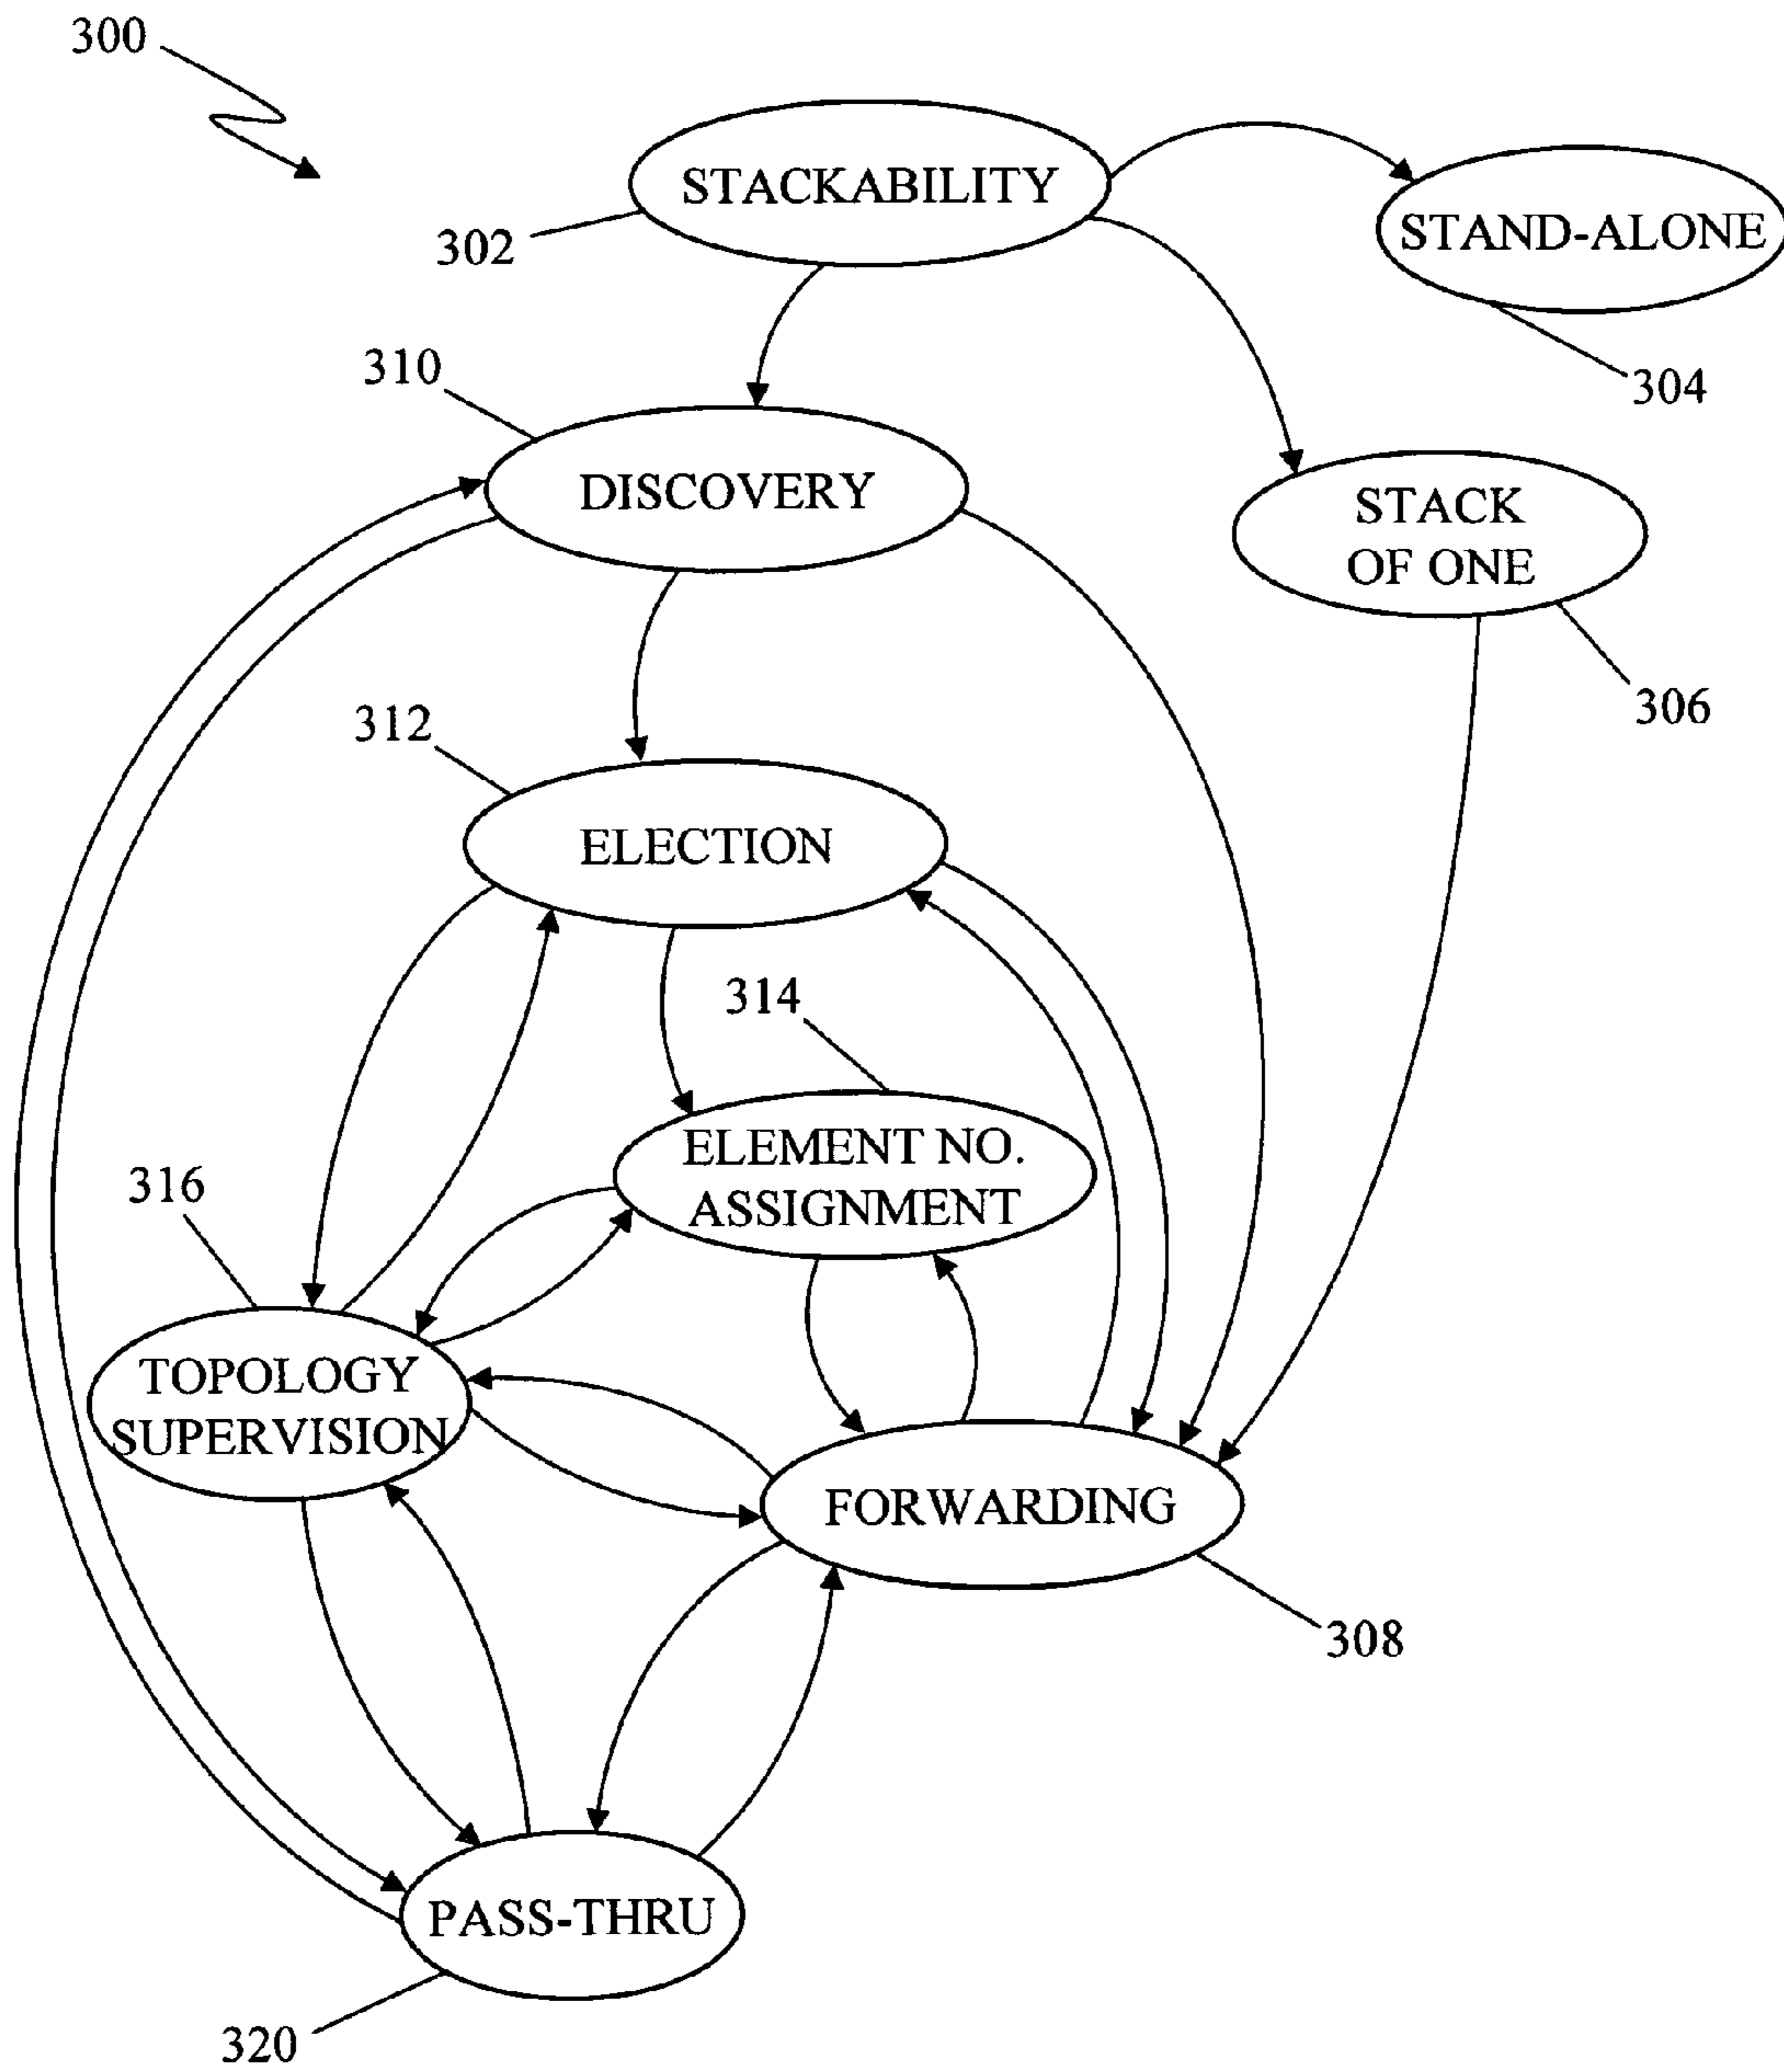 300
STACKABILITY
302
STAND-ALONE
304
310
DISCOVERY
STACK
OF ONE
306
312
ELECTION
314
ELEMENT NO.
ASSIGNMENT
316
TOPOLOGY
SUPERVISION
FORWARDING
308
PASS-THRU
320